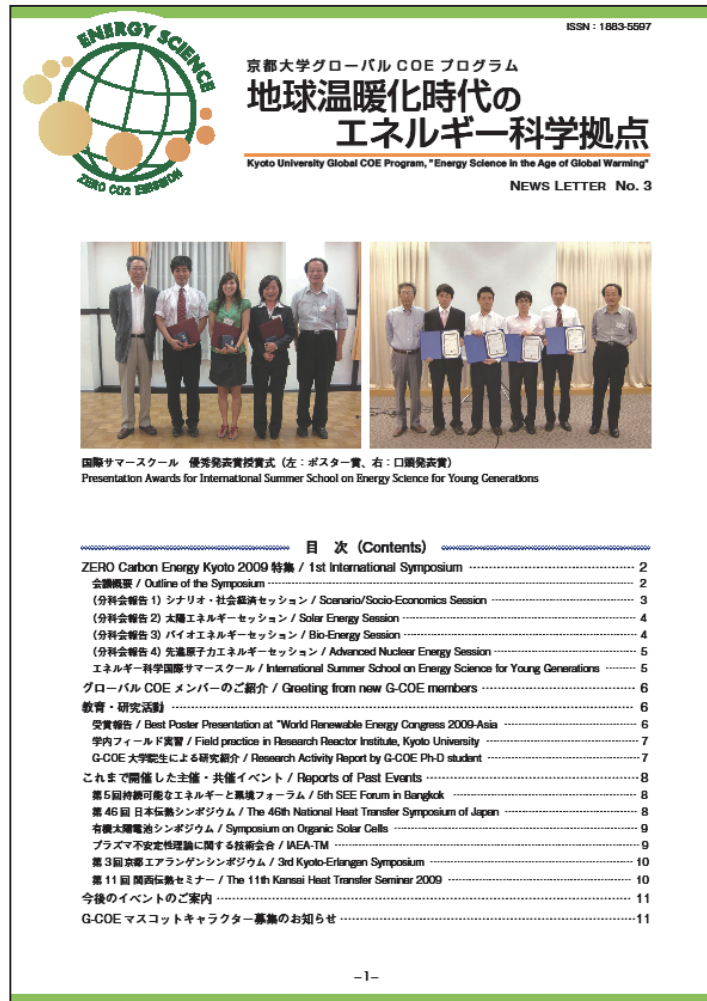 ISSN : 1883-5597
ENERGY SCIENCE
ZERO CO2 EMISSION
京都大学グローバル COE プログラム
地球温暖化時代の
エネルギー科学拠点
Kyoto University Global COE Program, "Energy Science in the Age of Global Warming"
NEWS LETTER No. 3
国際サマースクール 優秀発表賞授賞式（左：ポスター賞、右：口頭発表賞）
Presentation Awards for International Summer School on Energy Science for Young Generations
目 次（Contents）
ZERO Carbon Energy Kyoto 2009 特集 / 1st International Symposium 2
会議概要 / Outline of the Symposium 2
（分科会報告 1）シナリオ・社会経済セッション / Scenario/Socio-Economics Session 3
（分科会報告 2）太陽エネルギーセッション / Solar Energy Session 4
（分科会報告 3）バイオエネルギーセッション / Bio-Energy Session 4
（分科会報告 4）先進原子力エネルギーセッション / Advanced Nuclear Energy Session 5
エネルギー科学国際サマースクール / International Summer School on Energy Science for Young Generations 5
グローバル COE メンバーのご紹介 / Greeting from new G-COE members 6
教育・研究活動 6
受賞報告 / Best Poster Presentation at "World Renewable Energy Congress 2009-Asia 6
学内フィールド実習 / Field practice in Research Reactor Institute, Kyoto University 7
G-COE 大学院生による研究紹介 / Research Activity Report by G-COE Ph-D student 7
これまで開催した主催・共催イベント / Reports of Past Events 8
第 5 回持続可能なエネルギーと環境フォーラム / 5th SEE Forum in Bangkok 8
第 46 回 日本伝熱シンポジウム / The 46th National Heat Transfer Symposium of Japan 8
有機太陽電池シンポジウム / Symposium on Organic Solar Cells 9
プラズマ不安定性理論に関する技術会合 / IAEA-TM 9
第 3 回京都エアランゲンシンポジウム / 3rd Kyoto-Erlangen Symposium 10
第 11 回 関西伝熱セミナー / The 11th Kansai Heat Transfer Seminar 2009 10
今後のイベントのご案内 11
G-COE マスコットキャラクター募集のお知らせ 11
–1–